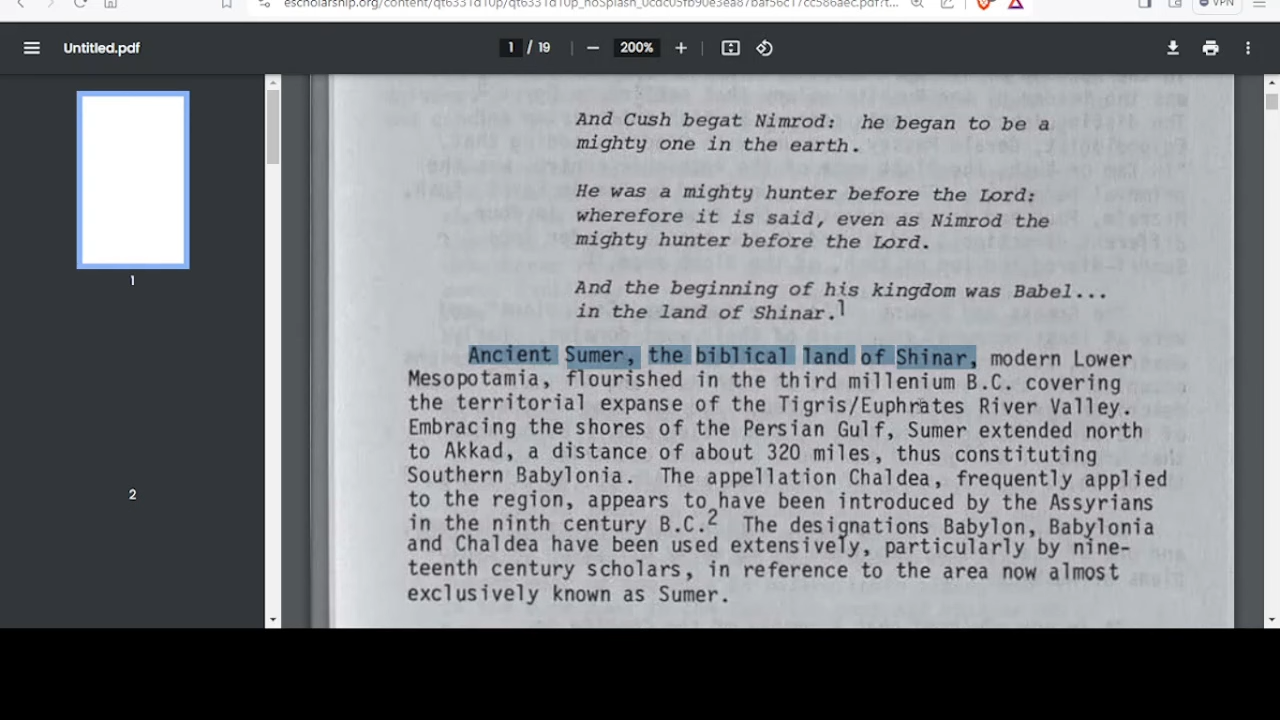 escholarship.org/content/qt6331d10p/qt6331d10p_noSplash_0cdc05fb90e3ea87baf56c17cc586aec.pdf?t...
VPN
Untitled.pdf
1 / 19
200%
And Cush begat Nimrod: he began to be a
mighty one in the earth.
He was a mighty hunter before the Lord:
wherefore it is said, even as Nimrod the
mighty hunter before the Lord.
And the beginning of his kingdom was Babel...
in the land of Shinar.1
Ancient Sumer, the biblical land of Shinar, modern Lower
Mesopotamia, flourished in the third millenium B.C. covering
the territorial expanse of the Tigris/Euphrates River Valley.
Embracing the shores of the Persian Gulf, Sumer extended north
to Akkad, a distance of about 320 miles, thus constituting
Southern Babylonia. The appellation Chaldea, frequently applied
to the region, appears to have been introduced by the Assyrians
in the ninth century B.C.2 The designations Babylon, Babylonia
and Chaldea have been used extensively, particularly by nine-
teenth century scholars, in reference to the area now almost
exclusively known as Sumer.
1
2